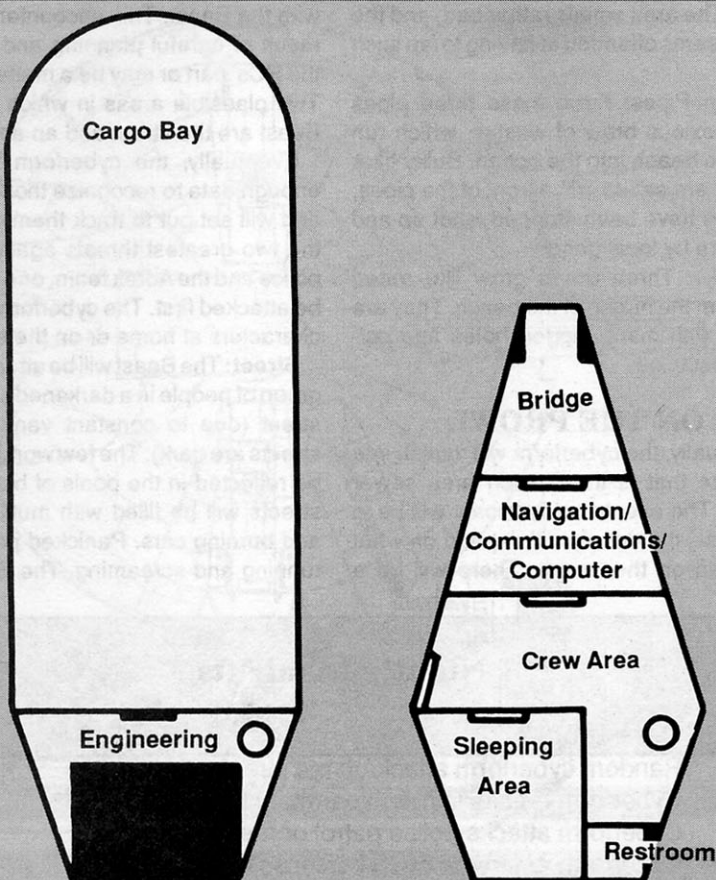 Cargo Bay
Engineering
Bridge
Navigation/
Communications/
Computer
Crew Area
Sleeping
Area
Restroom